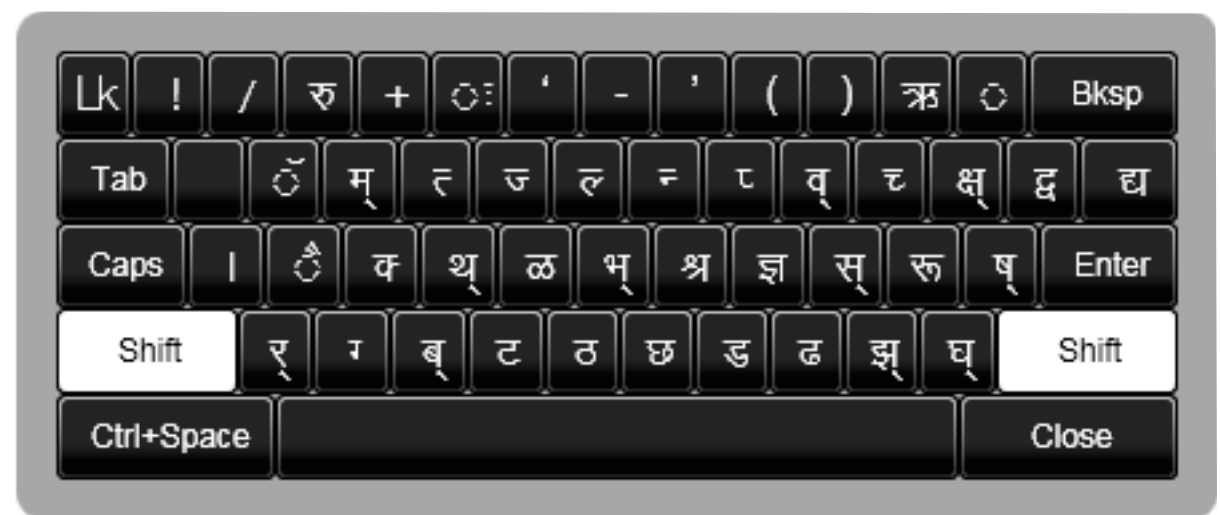 Lk ! / रु + ः ‘ - ’ ( ) ऋ ़ Bksp
Tab ॅ म् त्‍ ज्‍ ल्‍ न्‍ प्‍ व् च्‍ क्ष् द्व द्य
Caps । ै क्‍ थ् ळ भ् श्र ज्ञ स् रू ष् Enter
Shift र् ग्‍ ब् ट ठ छ ड ढ झ् घ् Shift
Ctrl+Space Close